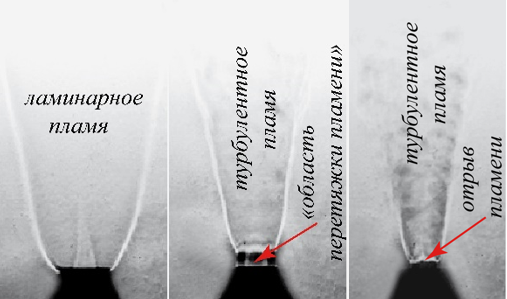 ламинарное
пламя
турбулентное
пламя
«область
перетяжки пламени»
турбулентное
пламя
отрыв
пламени